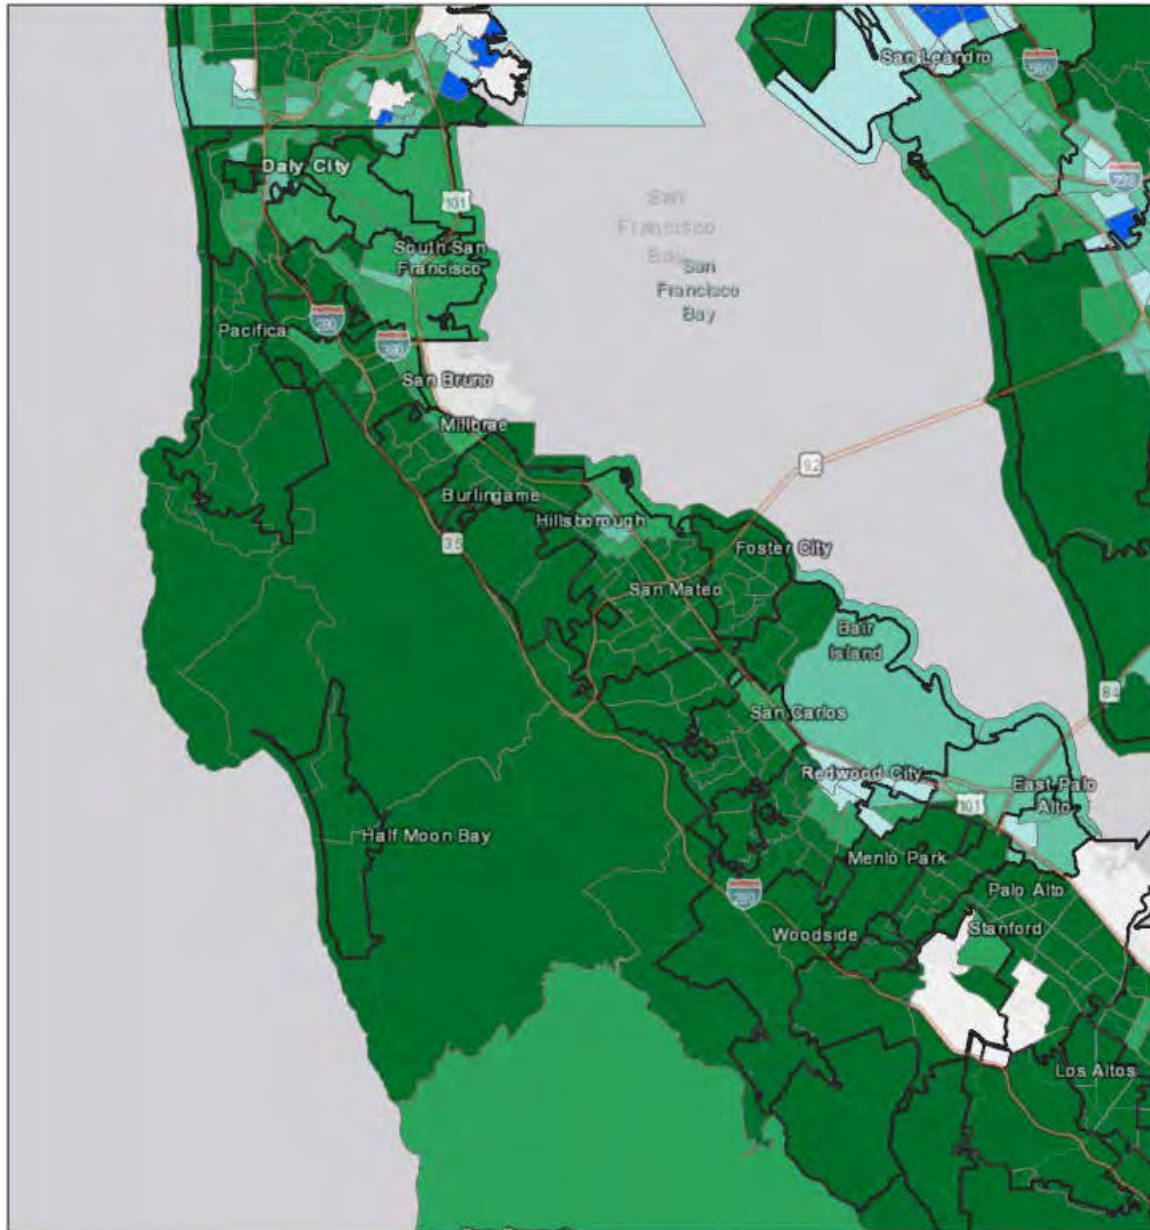 San Leandro
580
Daly City
238
101
San
Francisco
Bay
South San
Francisco
San
Francisco
Bay
Pacifica
280
380
San Bruno
Millbrae
92
Burlingame
Hillsborough
35
Foster City
San Mateo
Bair
Island
84
San Carlos
Redwood City
East Palo
Alto
101
Half Moon Bay
Menlo Park
Palo Alto
280
Woodside
Stanford
Los Altos